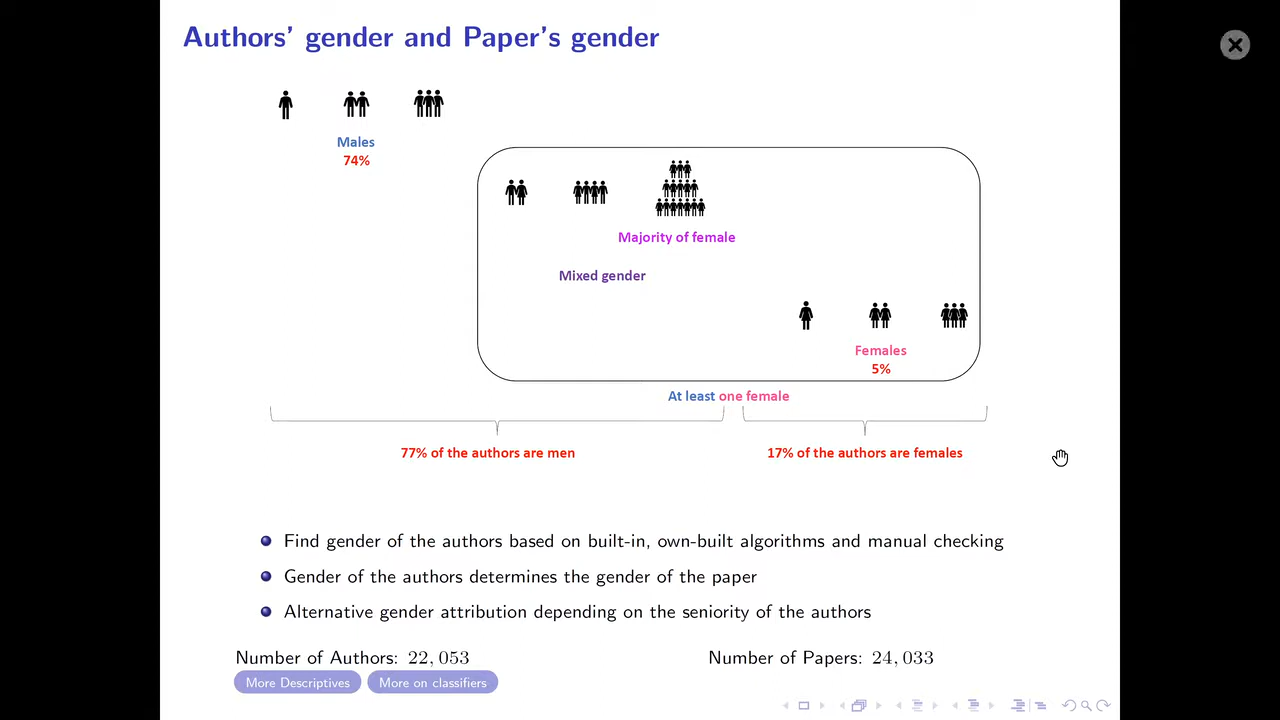 Authors' gender and Paper's gender
Males
74%
Majority of female
Mixed gender
Females
5%
At least one female
77% of the authors are men
17% of the authors are females
Find gender of the authors based on built-in, own-built algorithms and manual checking
Gender of the authors determines the gender of the paper
Alternative gender attribution depending on the seniority of the authors
Number of Authors: 22, 053
Number of Papers: 24, 033
More Descriptives
More on classifiers